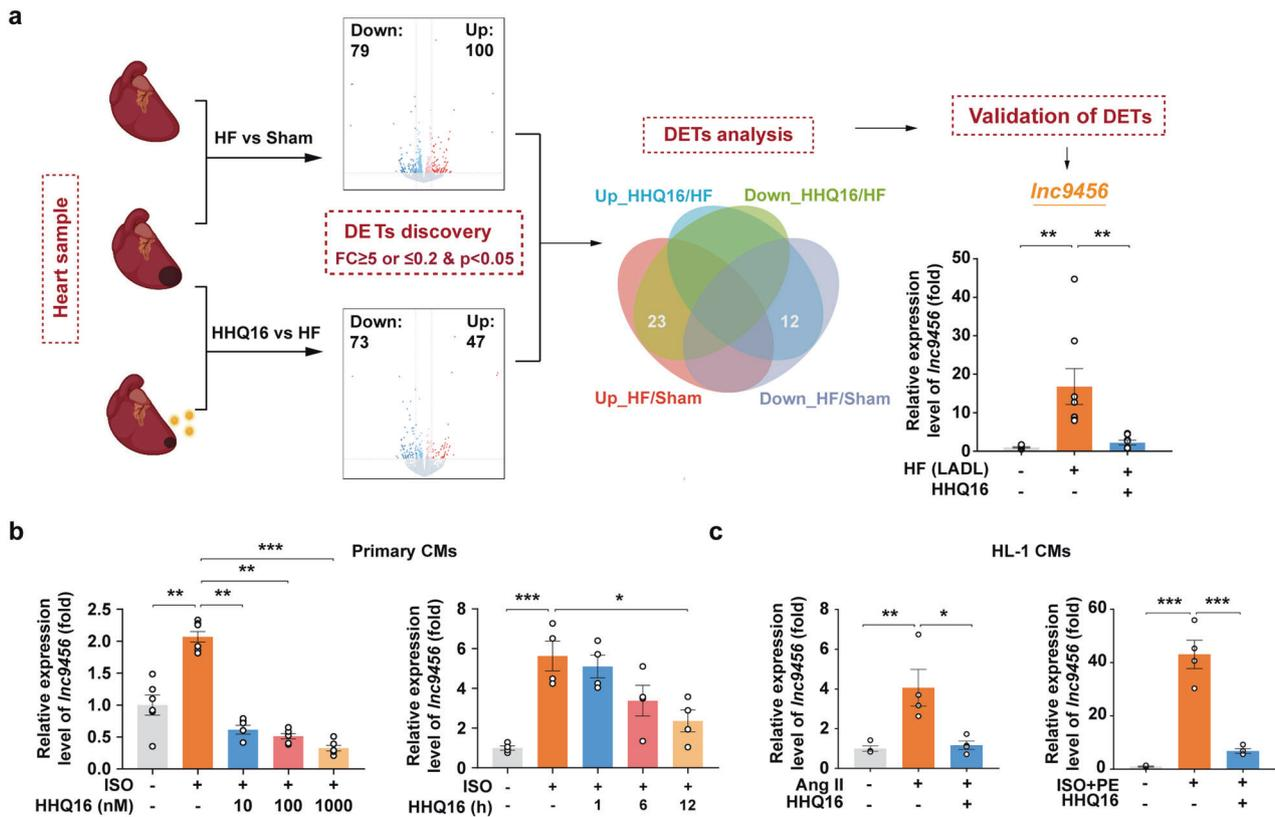 a
Heart sample
HF vs Sham
HHQ16 vs HF
Down:
79
Up:
100
DETs discovery
FC≥5 or ≤0.2 & p<0.05
Down:
73
Up:
47
DETs analysis
Up_HHQ16/HF
Down_HHQ16/HF
23
12
Up_HF/Sham
Down_HF/Sham
Validation of DETs
lnc9456
** **
Relative expression
level of lnc9456 (fold)
50
40
30
20
10
0
HF (LADL) - + +
HHQ16 - - +
b
Primary CMs
***
**
** **
Relative expression
level of lnc9456 (fold)
2.5
2.0
1.5
1.0
0.5
0.0
ISO - + + + +
HHQ16 (nM) - - 10 100 1000
*** *
Relative expression
level of lnc9456 (fold)
8
6
4
2
0
ISO - + + + +
HHQ16 (h) - - 1 6 12
c
HL-1 CMs
** *
Relative expression
level of lnc9456 (fold)
8
6
4
2
0
Ang II - + +
HHQ16 - - +
*** ***
Relative expression
level of lnc9456 (fold)
60
40
20
0
ISO+PE - + +
HHQ16 - - +